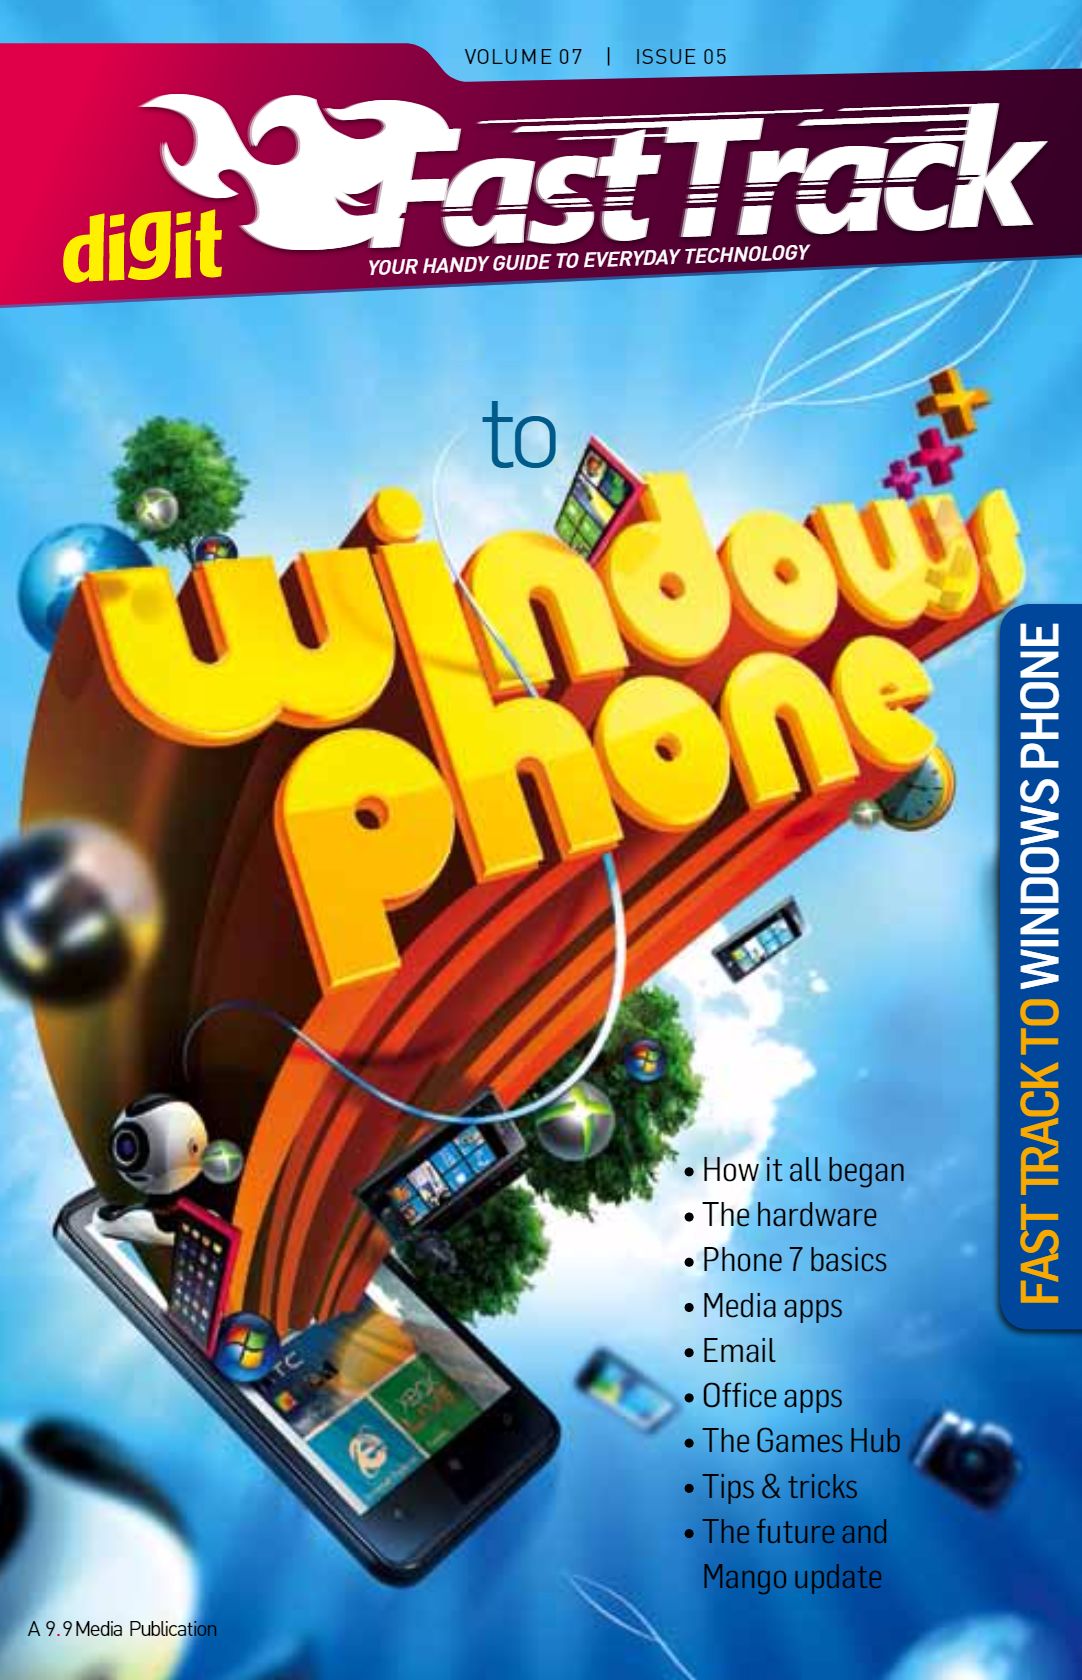 VOLUME 07 | ISSUE 05
digit
FastTrack
YOUR HANDY GUIDE TO EVERYDAY TECHNOLOGY
to
windows
phone
FAST TRACK TO WINDOWS PHONE
• How it all began
• The hardware
• Phone 7 basics
• Media apps
• Email
• Office apps
• The Games Hub
• Tips & tricks
• The future and
Mango update
XBOX
LIVE
A 9.9 Media Publication